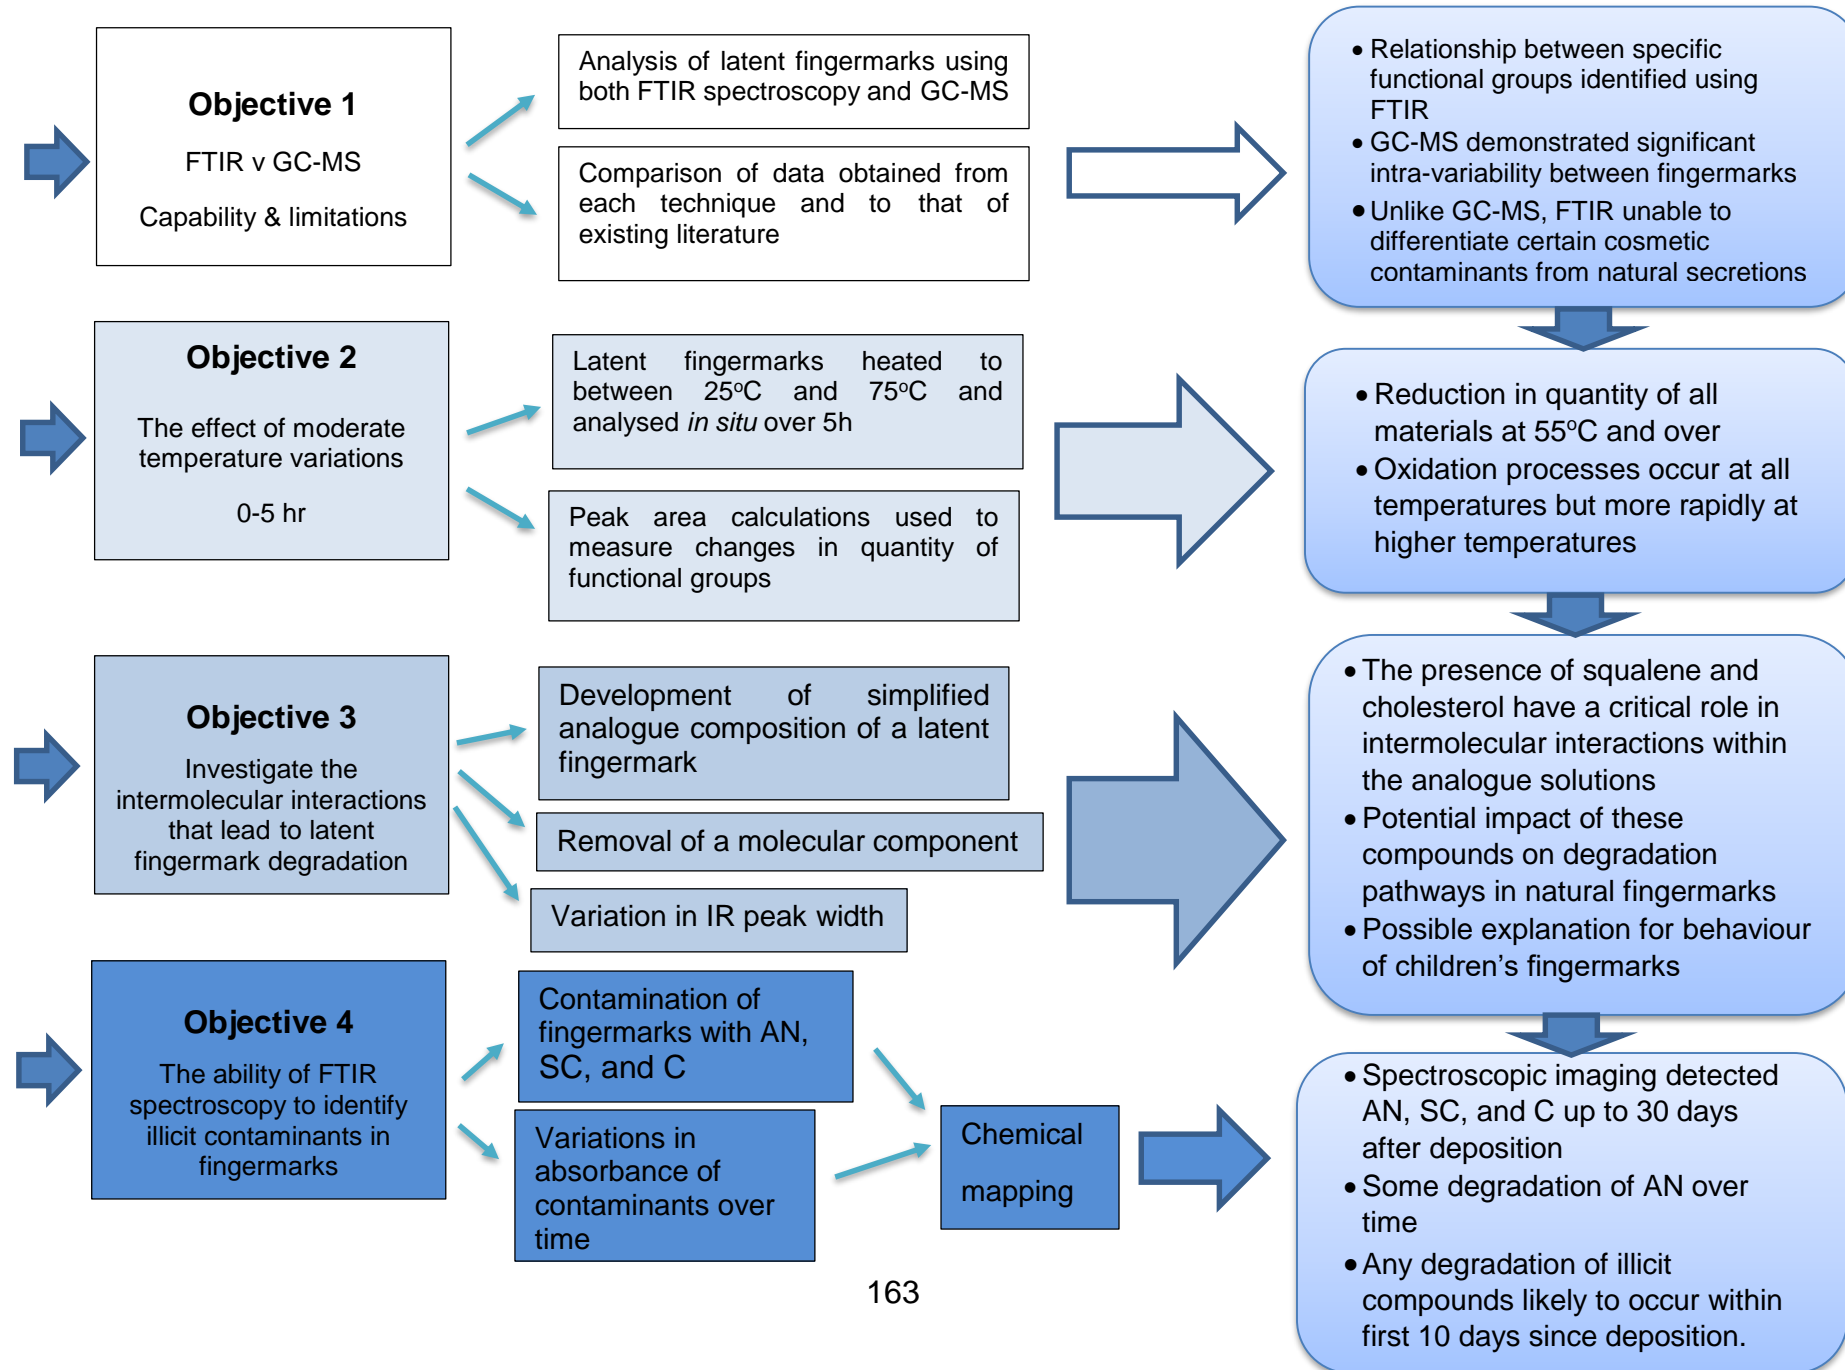 Objective 1
FTIR v GC-MS
Capability & limitations
Analysis of latent fingermarks using
both FTIR spectroscopy and GC-MS
Comparison of data obtained from
each technique and to that of
existing literature
• Relationship between specific
functional groups identified using
FTIR
• GC-MS demonstrated significant
intra-variability between fingermarks
• Unlike GC-MS, FTIR unable to
differentiate certain cosmetic
contaminants from natural secretions
Objective 2
The effect of moderate
temperature variations
0-5 hr
Latent fingermarks heated to
between 25°C and 75°C and
analysed in situ over 5h
Peak area calculations used to
measure changes in quantity of
functional groups
• Reduction in quantity of all
materials at 55°C and over
• Oxidation processes occur at all
temperatures but more rapidly at
higher temperatures
Objective 3
Investigate the
intermolecular interactions
that lead to latent
fingermark degradation
Development of simplified
analogue composition of a latent
fingermark
Removal of a molecular component
Variation in IR peak width
• The presence of squalene and
cholesterol have a critical role in
intermolecular interactions within
the analogue solutions
• Potential impact of these
compounds on degradation
pathways in natural fingermarks
• Possible explanation for behaviour
of children's fingermarks
Objective 4
The ability of FTIR
spectroscopy to identify
illicit contaminants in
fingermarks
Contamination of
fingermarks with AN,
SC, and C
Variations in
absorbance of
contaminants over
time
Chemical
mapping
• Spectroscopic imaging detected
AN, SC, and C up to 30 days
after deposition
• Some degradation of AN over
time
• Any degradation of illicit
compounds likely to occur within
first 10 days since deposition.
163